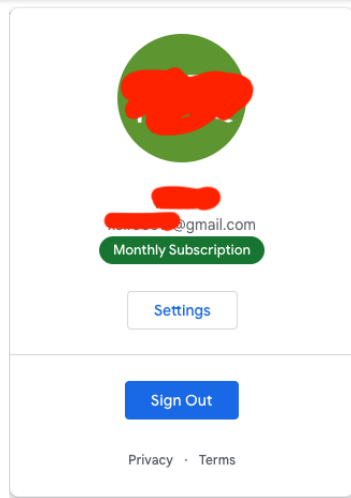 @gmail.com
Monthly Subscription
Settings
Sign Out
Privacy · Terms